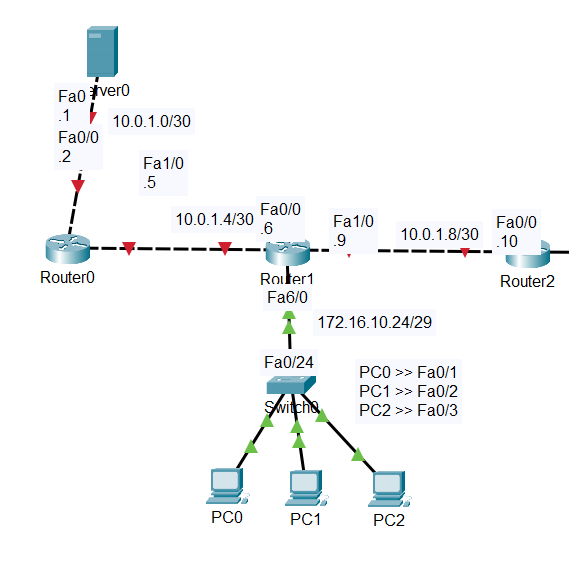 erver0
Fa0
.1
10.0.1.0/30
Fa0/0
.2
Fa1/0
.5
10.0.1.4/30
Fa0/0
.6
Fa1/0
.9
10.0.1.8/30
Fa0/0
.10
Router0
Router1
Router2
Fa6/0
172.16.10.24/29
Fa0/24
Switch0
PC0 >> Fa0/1
PC1 >> Fa0/2
PC2 >> Fa0/3
PC0
PC1
PC2